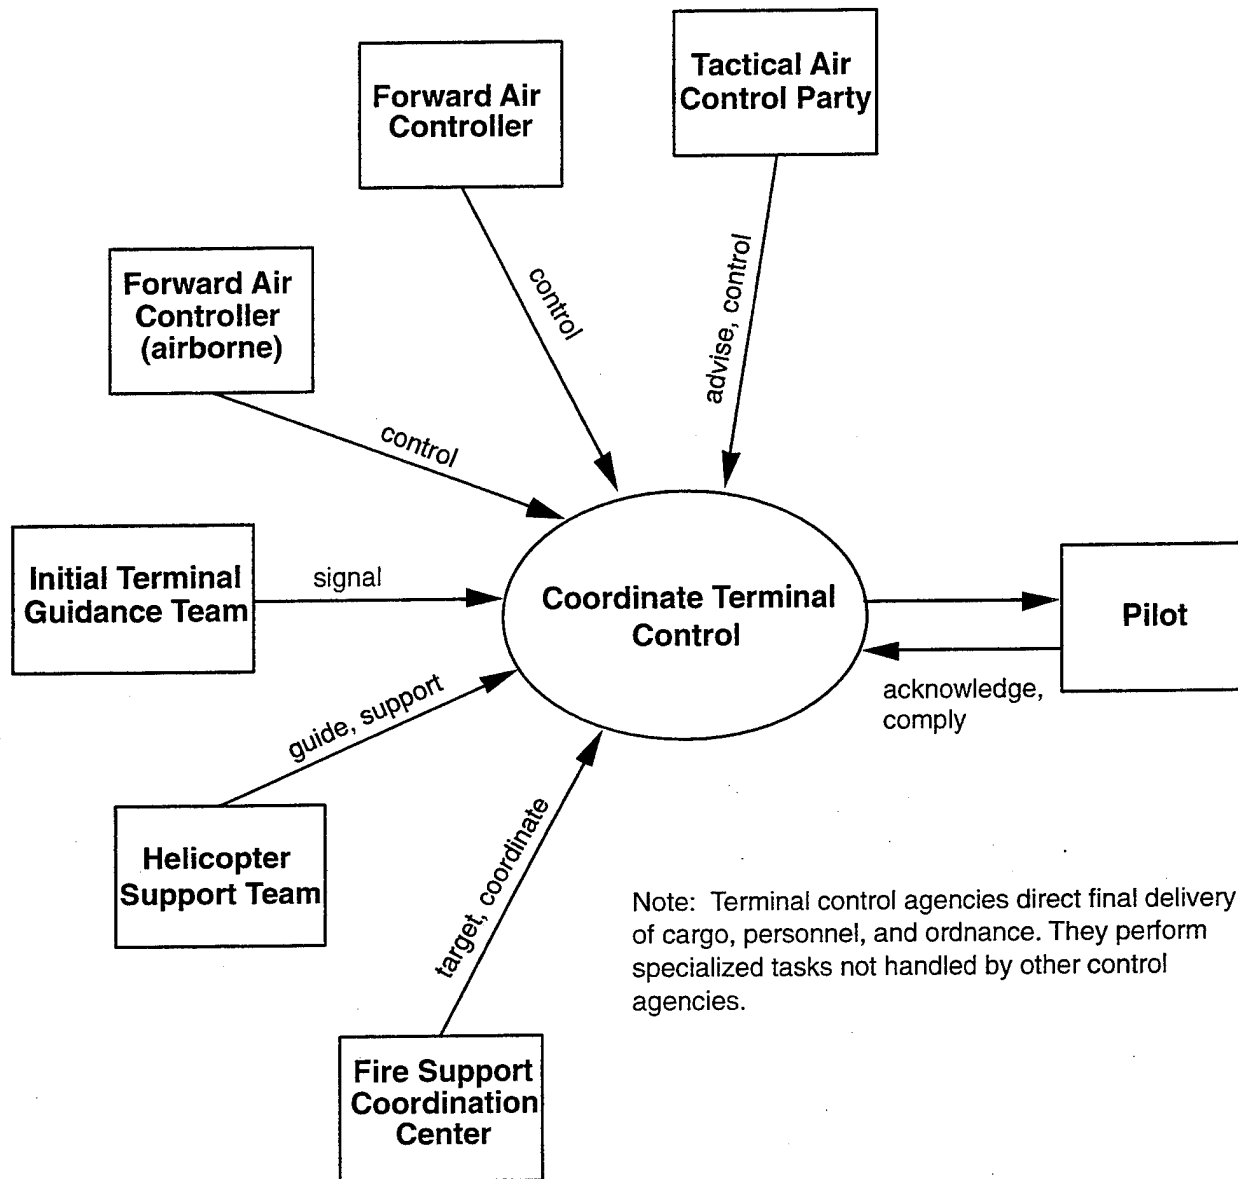 Tactical Air
Control Party
Forward Air
Controller
advise, control
control
Forward Air
Controller
(airborne)
control
Initial Terminal
Guidance Team
signal
Coordinate Terminal
Control
Pilot
acknowledge,
comply
guide, support
Helicopter
Support Team
target, coordinate
Note: Terminal control agencies direct final delivery
of cargo, personnel, and ordnance. They perform
specialized tasks not handled by other control
agencies.
Fire Support
Coordination
Center